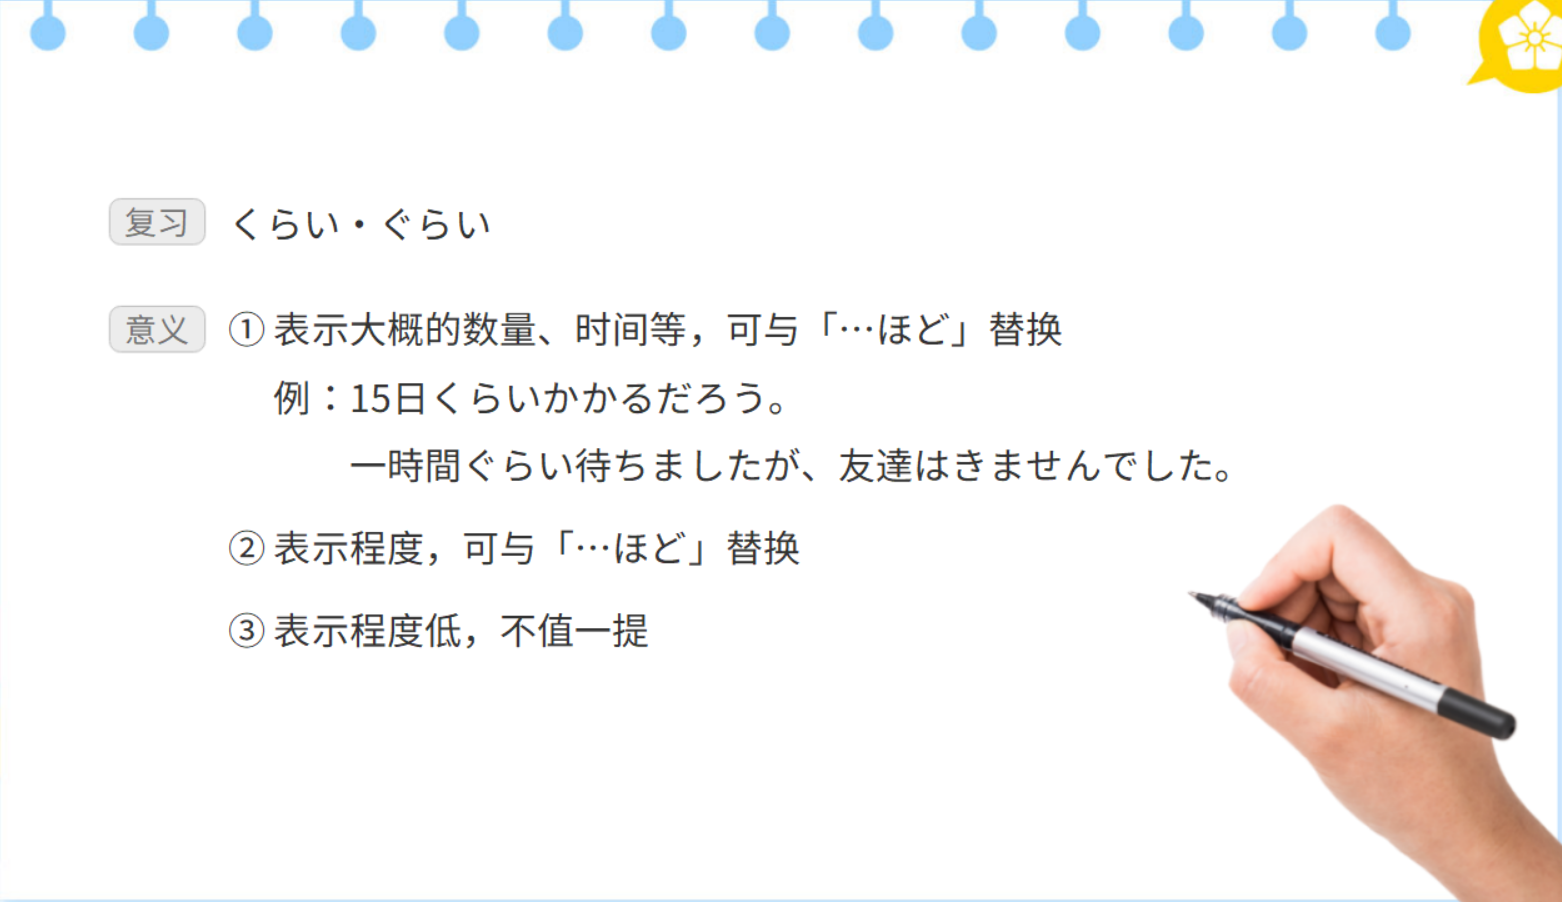 复习 くらい・ぐらい
意义 ① 表示大概的数量、时间等，可与「…ほど」替换
例：15日くらいかかるだろう。
一時間ぐらい待ちましたが、友達はきませんでした。
② 表示程度，可与「…ほど」替换
③ 表示程度低，不值一提